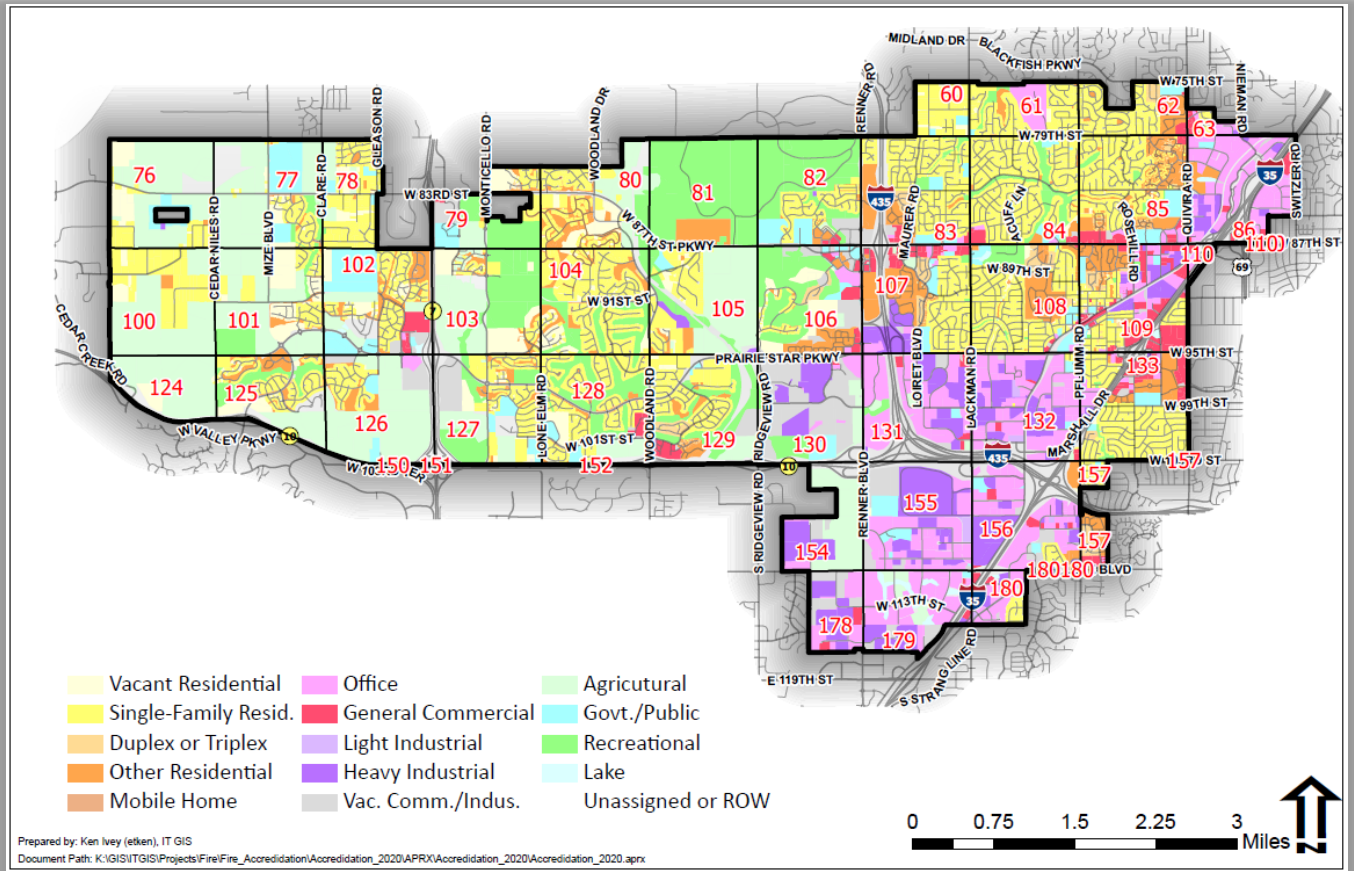 MIDLAND DR
BLACKFISH PKWY
W 75TH ST
NIEMAN RD
GLEASON RD
MONTICELLO RD
WOODLAND DR
RENNER RD
60
61
62
63
W 79TH ST
76
77
78
CLARE RD
W 83RD ST
79
80
81
82
435
MAURER RD
83
ACUFF LN
84
ROSEHILL RD
85
QUIVIRA RD
86
35
SWITZER RD
CEDAR NILES RD
MIZE BLVD
W 87TH ST PKWY
110
110
87TH ST
69
102
104
W 89TH ST
107
108
100
101
7
103
W 91ST ST
105
106
109
CEDAR CREEK RD
PRAIRIE STAR PKWY
W 95TH ST
124
125
128
LOIRET BLVD
LACKMAN RD
PFLUMM RD
133
126
127
LONE ELM RD
WOODLAND RD
129
S RIDGEVIEW RD
RIDGEVIEW RD
130
131
132
MARSHALL DR
W 99TH ST
W VALLEY PKWY
10
W 101ST ST
435
150
151
152
10
157
ST
157
RENNER BLVD
155
156
154
157
180
180
BLVD
180
35
W 113TH ST
178
179
E 119TH ST
S STRANG LINE RD
Vacant Residential
Office
Agricutural
Single-Family Resid.
General Commercial
Govt./Public
Duplex or Triplex
Light Industrial
Recreational
Other Residential
Heavy Industrial
Lake
Mobile Home
Vac. Comm./Indus.
Unassigned or ROW
0
0.75
1.5
2.25
3
Miles
N
Prepared by: Ken Ivey (etken), IT GIS
Document Path: K:\GIS\ITGIS\Projects\Fire\Fire_Accredidation\Accredidation_2020\APRX\Accredidation_2020\Accredidation_2020.aprx